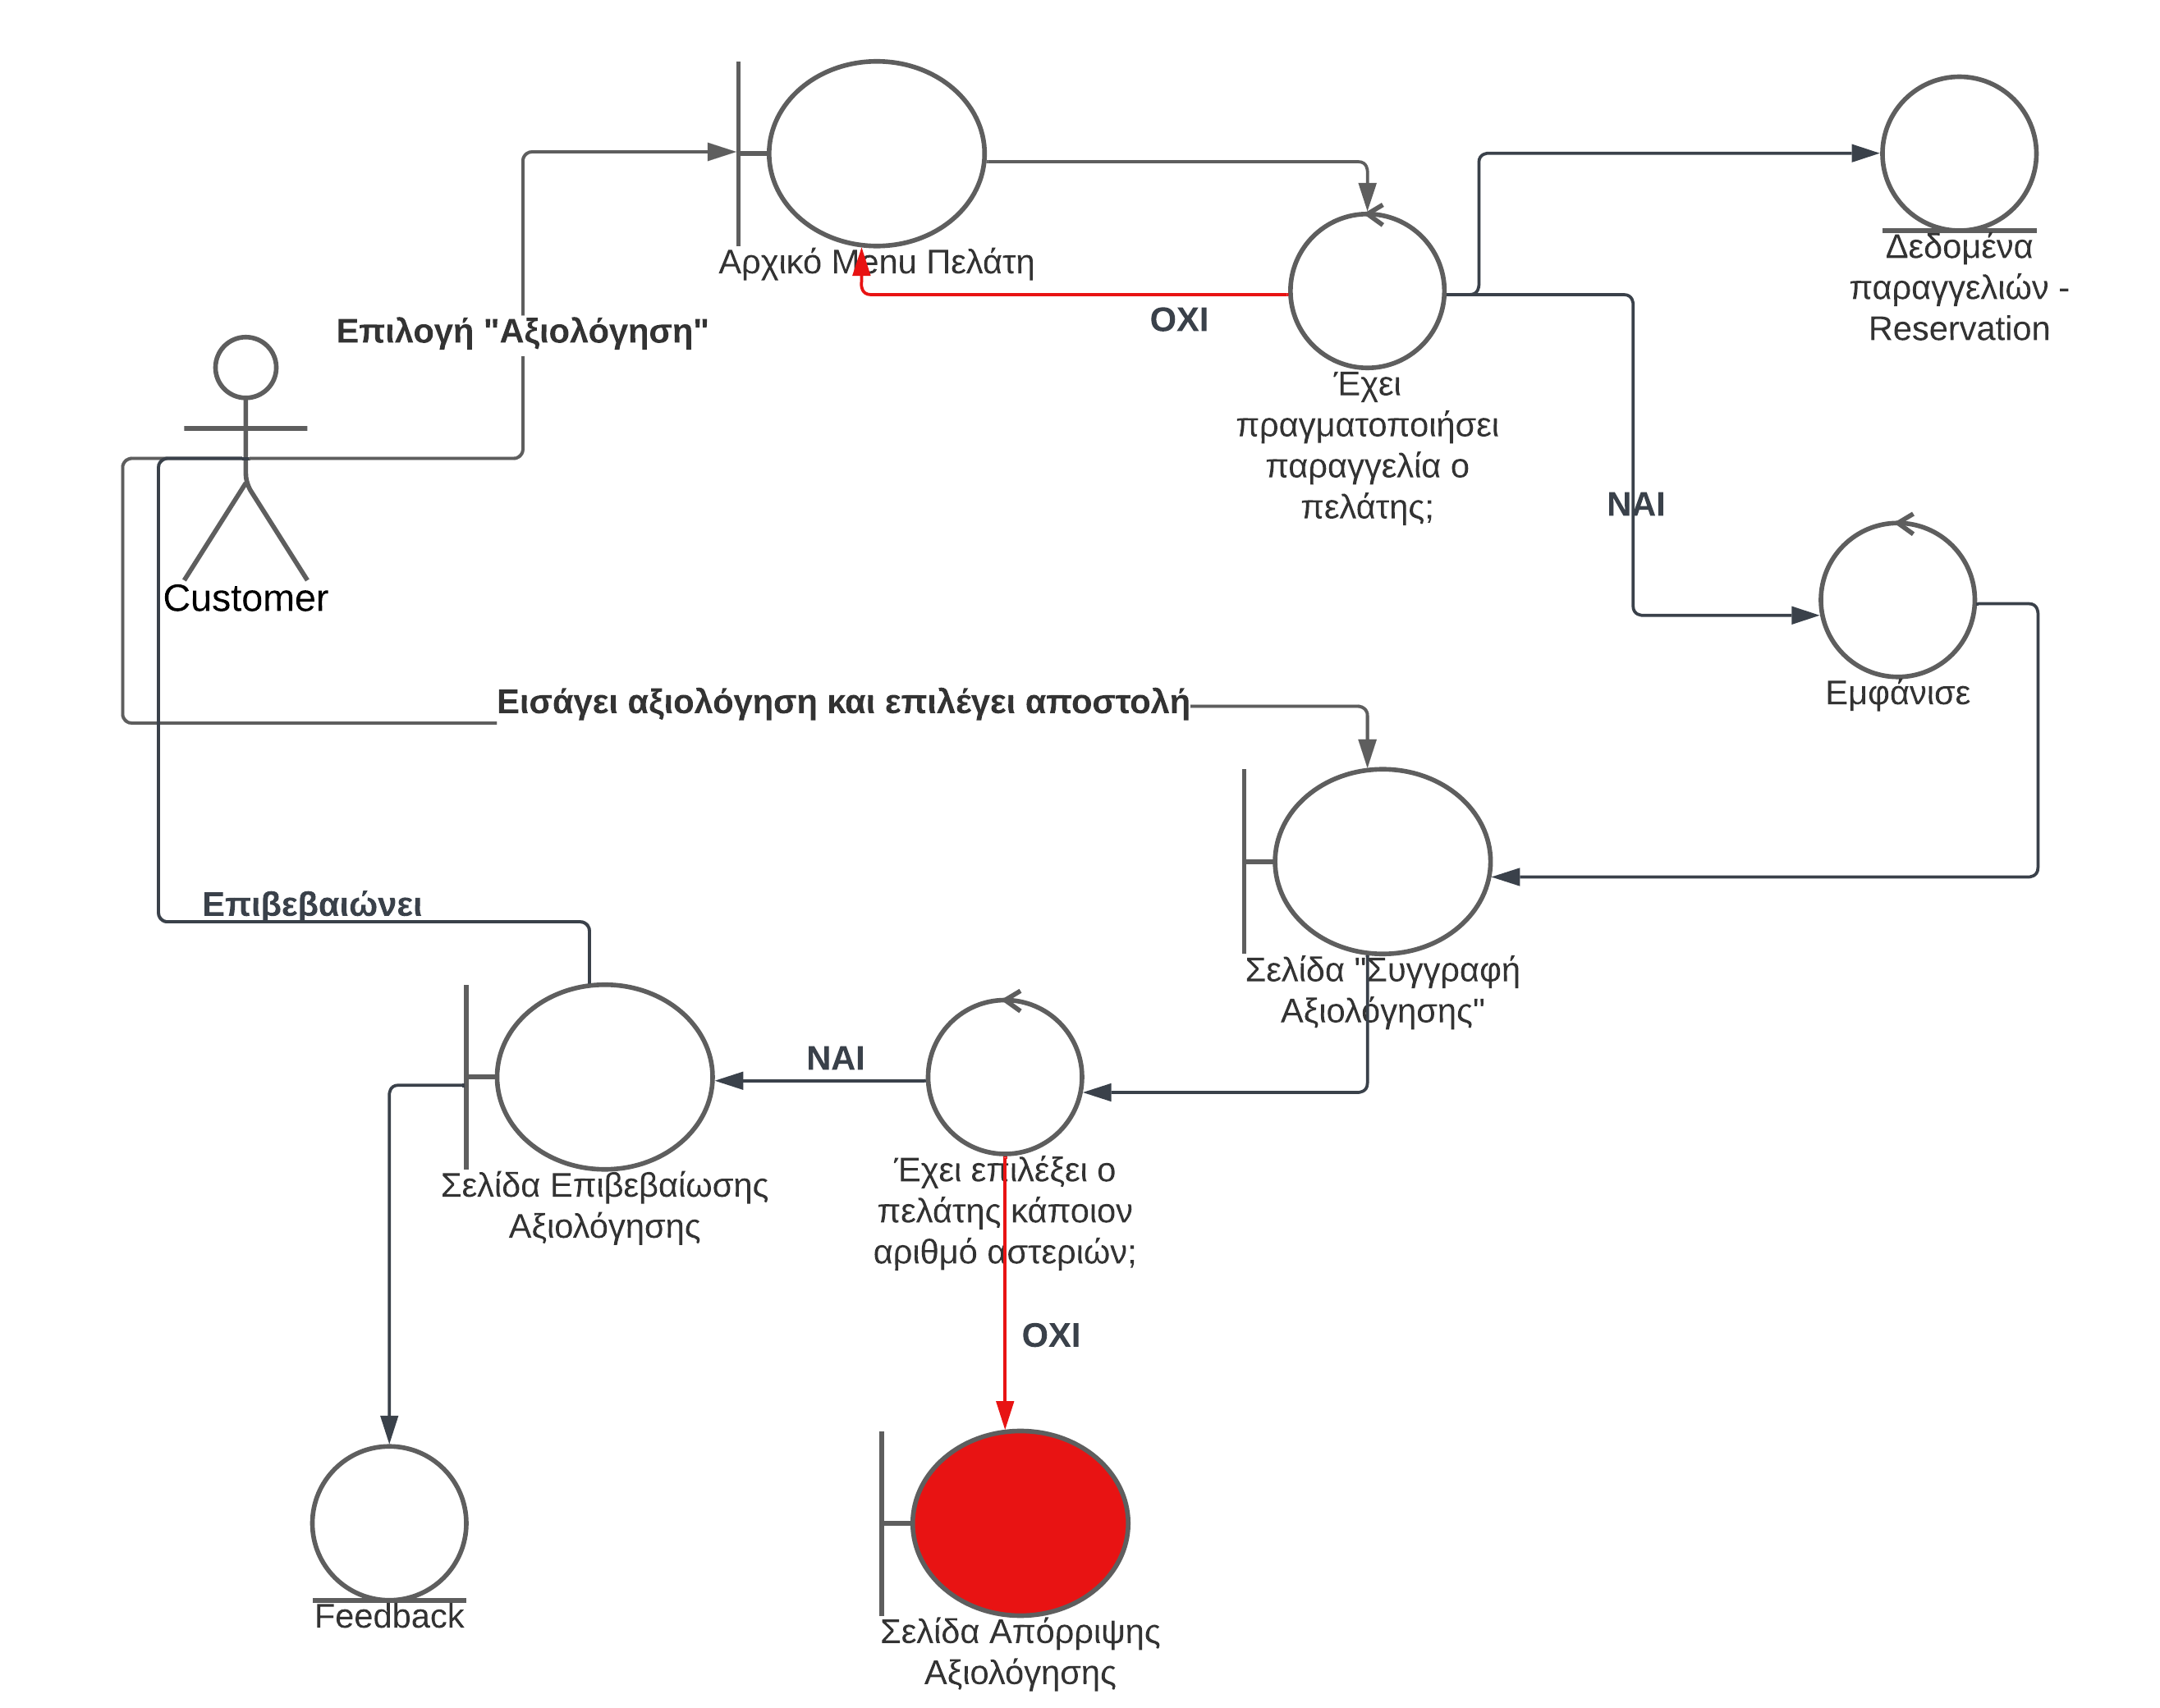 Αρχικό Menu Πελάτη
Δεδομένα
παραγγελιών -
Reservation
Επιλογή "Αξιολόγηση"
ΟΧΙ
Έχει
πραγματοποιήσει
παραγγελία ο
πελάτης;
ΝΑΙ
Customer
Εμφάνισε
Εισάγει αξιολόγηση και επιλέγει αποστολή
Επιβεβαιώνει
Σελίδα "Συγγραφή
Αξιολόγησης"
ΝΑΙ
Σελίδα Επιβεβαίωσης
Αξιολόγησης
Έχει επιλέξει ο
πελάτης κάποιον
αριθμό αστεριών;
ΟΧΙ
Feedback
Σελίδα Απόρριψης
Αξιολόγησης